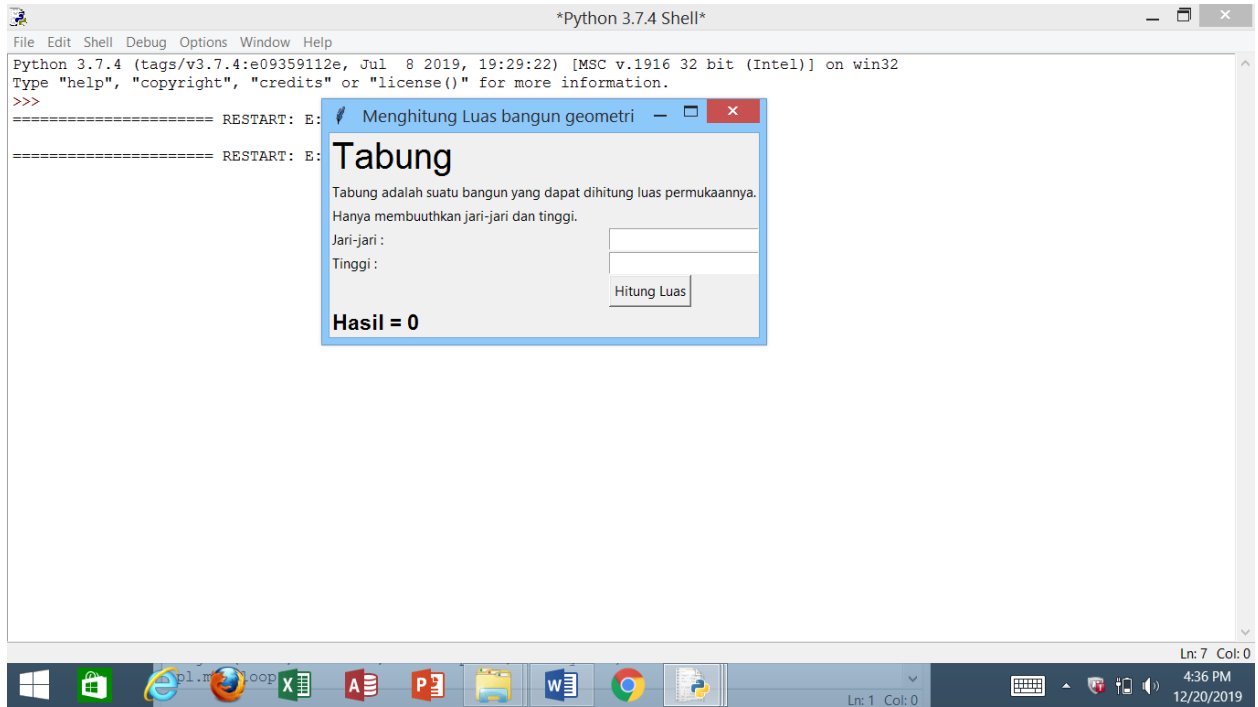 *Python 3.7.4 Shell*
File Edit Shell Debug Options Window Help
Python 3.7.4 (tags/v3.7.4:e09359112e, Jul  8 2019, 19:29:22) [MSC v.1916 32 bit (Intel)] on win32
Type "help", "copyright", "credits" or "license()" for more information.
>>>
====================== RESTART: E:
====================== RESTART: E:
Menghitung Luas bangun geometri
Tabung
Tabung adalah suatu bangun yang dapat dihitung luas permukaannya.
Hanya membuuthkan jari-jari dan tinggi.
Jari-jari :
Tinggi :
Hitung Luas
Hasil = 0
Ln: 7 Col: 0
Ln: 1 Col: 0
4:36 PM
12/20/2019